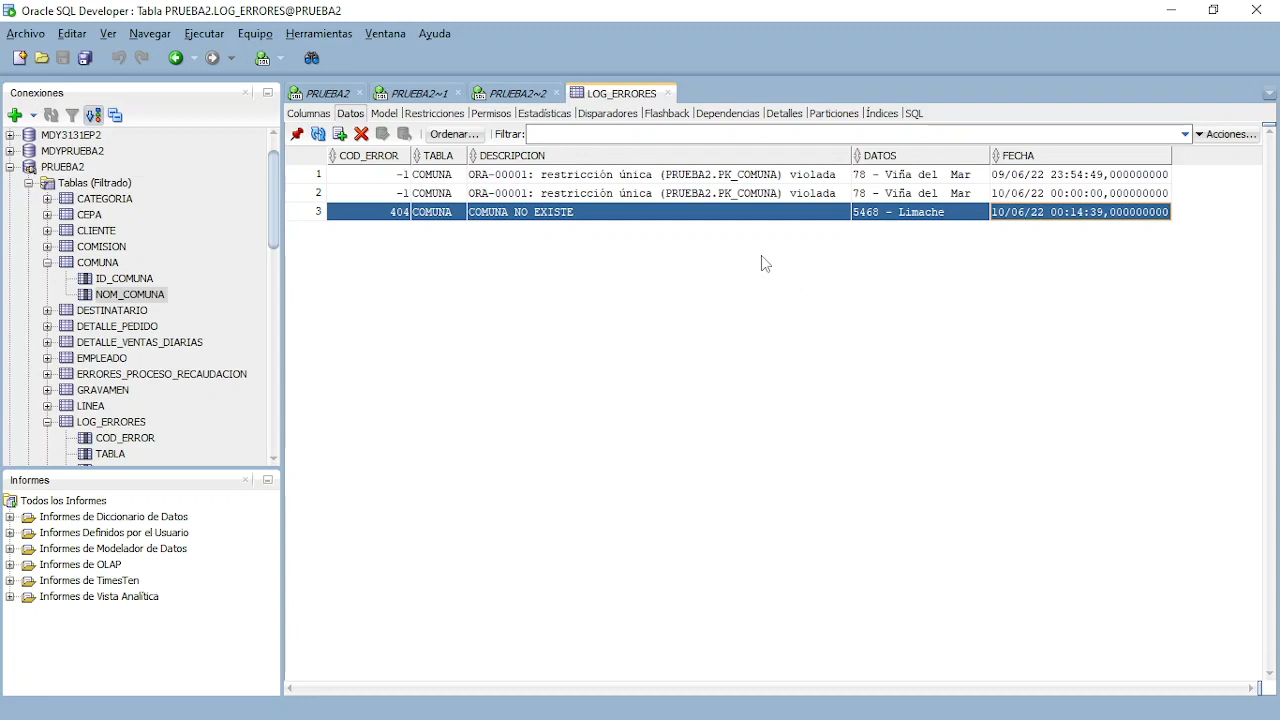 Oracle SQL Developer : Tabla PRUEBA2.LOG_ERRORES@PRUEBA2
Archivo Editar Ver Navegar Ejecutar Equipo Herramientas Ventana Ayuda
Conexiones
MDY3131EP2
MDYPRUEBA2
PRUEBA2
Tablas (Filtrado)
CATEGORIA
CEPA
CLIENTE
COMISION
COMUNA
ID_COMUNA
NOM_COMUNA
DESTINATARIO
DETALLE_PEDIDO
DETALLE_VENTAS_DIARIAS
EMPLEADO
ERRORES_PROCESO_RECAUDACION
GRAVAMEN
LINEA
LOG_ERRORES
COD_ERROR
TABLA
Informes
Todos los Informes
Informes de Diccionario de Datos
Informes Definidos por el Usuario
Informes de Modelador de Datos
Informes de OLAP
Informes de TimesTen
Informes de Vista Analítica
PRUEBA2 PRUEBA2~1 PRUEBA2~2 LOG_ERRORES
Columnas Datos Model Restricciones Permisos Estadísticas Disparadores Flashback Dependencias Detalles Particiones Índices SQL
Ordenar... Filtrar: Acciones...
COD_ERROR TABLA DESCRIPCION DATOS FECHA
1 -1 COMUNA ORA-00001: restricción única (PRUEBA2.PK_COMUNA) violada 78 - Viña del Mar 09/06/22 23:54:49,000000000
2 -1 COMUNA ORA-00001: restricción única (PRUEBA2.PK_COMUNA) violada 78 - Viña del Mar 10/06/22 00:00:00,000000000
3 404 COMUNA COMUNA NO EXISTE 5468 - Limache 10/06/22 00:14:39,000000000